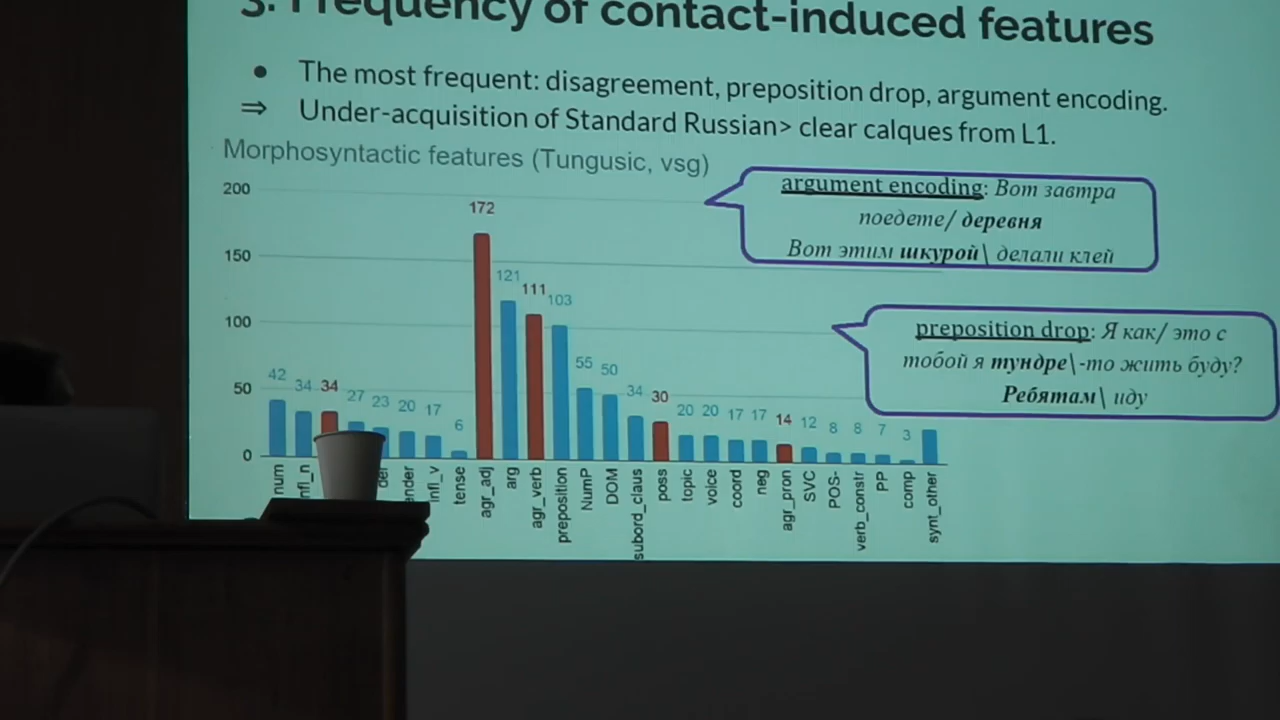 3. Frequency of contact-induced features
● The most frequent: disagreement, preposition drop, argument encoding.
⇒ Under-acquisition of Standard Russian> clear calques from L1.
Morphosyntactic features (Tungusic, vsg)
argument encoding: Вот завтра
поедете/ деревня
Вот этим шкурой\ делали клей
preposition drop: Я как/ это с
тобой я тундре\-то жить буду?
Ребятам\ иду
200
150
100
50
0
42
34
34
27
23
20
17
6
172
121
111
103
55
50
34
30
20
20
17
17
14
12
8
8
7
3
num
infl_n
infl_v
tense
agr_adj
arg
agr_verb
preposition
NumP
DOM
subord_claus
poss
topic
voice
coord
neg
agr_pron
SVC
POS-
verb_constr
PP
comp
synt_other